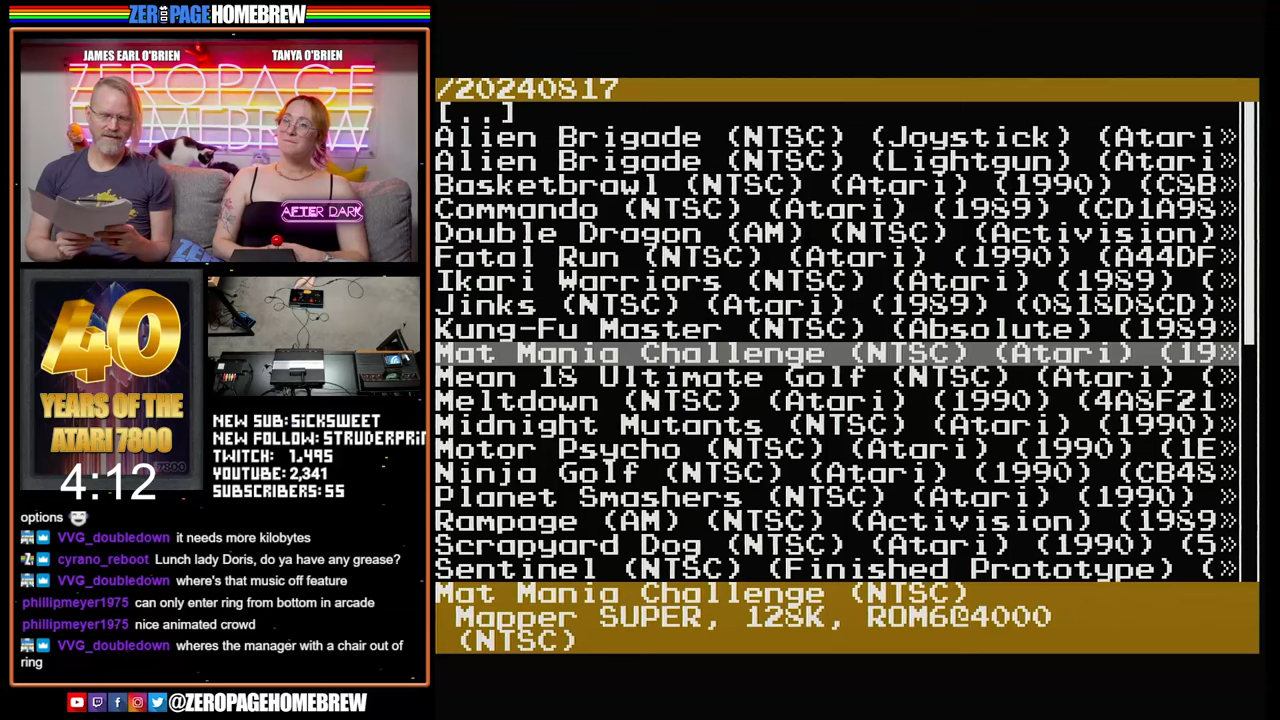 ZEROPAGE HOMEBREW
JAMES EARL O'BRIEN
TANYA O'BRIEN
ZEROPAGE
HOMEBREW
AFTER DARK
40
YEARS OF THE
ATARI 7800
4:12
NEW SUB: SICKSWEET
NEW FOLLOW: STRUDERPRI
TWITCH: 1,495
YOUTUBE: 2,341
SUBSCRIBERS: 55
options
VVG_doubledown it needs more kilobytes
cyrano_reboot Lunch lady Doris, do ya have any grease?
VVG_doubledown where's that music off feature
phillipmeyer1975 can only enter ring from bottom in arcade
phillipmeyer1975 nice animated crowd
VVG_doubledown wheres the manager with a chair out of
ring
@ZEROPAGEHOMEBREW
/20240817
[..]
Alien Brigade (NTSC) (Joystick) (Atari»
Alien Brigade (NTSC) (Lightgun) (Atari»
Basketbrawl (NTSC) (Atari) (1990) (C8B»
Commando (NTSC) (Atari) (1989) (CD1A98»
Double Dragon (AM) (NTSC) (Activision)»
Fatal Run (NTSC) (Atari) (1990) (A44DF»
Ikari Warriors (NTSC) (Atari) (1989) (»
Jinks (NTSC) (Atari) (1989) (0818D8CD)»
Kung-Fu Master (NTSC) (Absolute) (1989»
Mat Mania Challenge (NTSC) (Atari) (19»
Mean 18 Ultimate Golf (NTSC) (Atari) (»
Meltdown (NTSC) (Atari) (1990) (4A8F21»
Midnight Mutants (NTSC) (Atari) (1990)»
Motor Psycho (NTSC) (Atari) (1990) (1E»
Ninja Golf (NTSC) (Atari) (1990) (CB48»
Planet Smashers (NTSC) (Atari) (1990) »
Rampage (AM) (NTSC) (Activision) (1989»
Scrapyard Dog (NTSC) (Atari) (1990) (5»
Sentinel (NTSC) (Finished Prototype) (»
Mat Mania Challenge (NTSC)
Mapper SUPER, 128K, ROM6@4000
(NTSC)